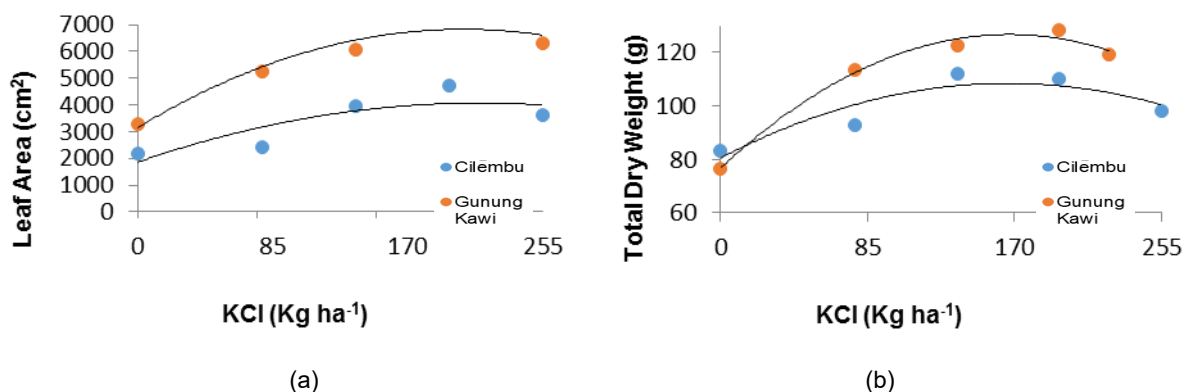 Leaf Area (cm²)
7000
6000
5000
4000
3000
2000
1000
0
0 85 170 255
Cilembu
Gunung
Kawi
KCl (Kg ha⁻¹)
(a)
Total Dry Weight (g)
120
100
80
60
0 85 170 255
Cilembu
Gunung
Kawi
KCl (Kg ha⁻¹)
(b)